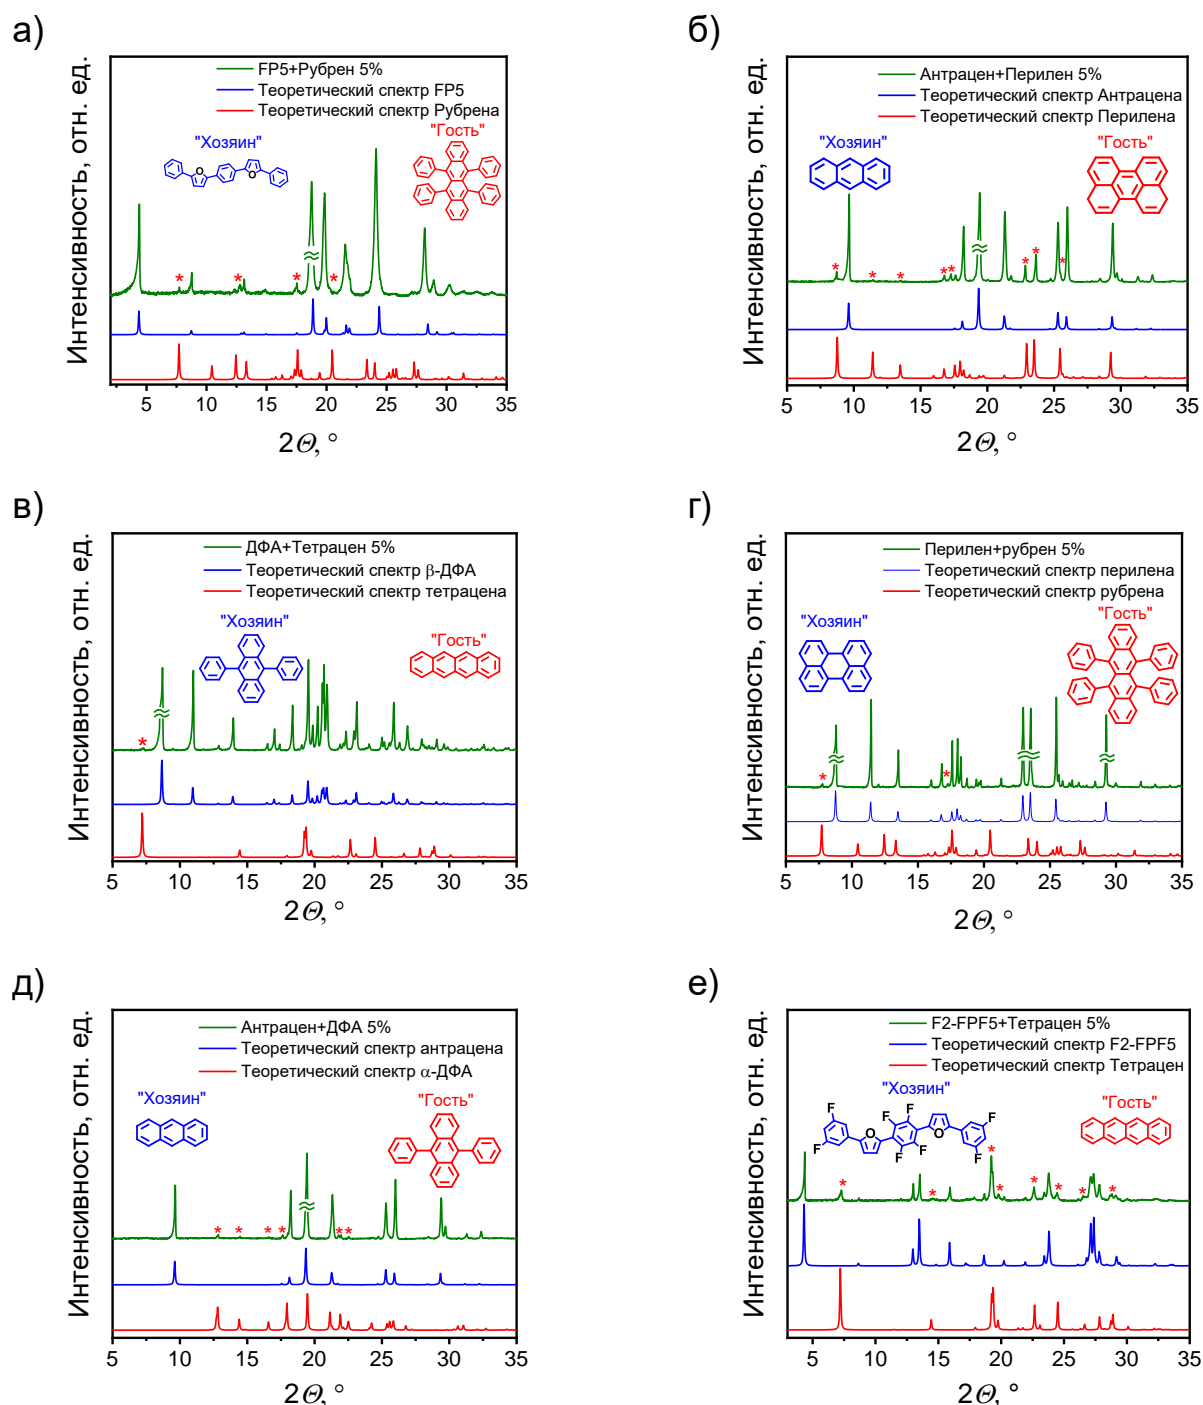 а)
FP5+Рубрен 5%
Теоретический спектр FP5
Теоретический спектр Рубрена
"Хозяин"
"Гость"
O
O
*
*
*
*
≈
Интенсивность, отн. ед.
5 10 15 20 25 30 35
2Θ, °
б)
Антрацен+Перилен 5%
Теоретический спектр Антрацена
Теоретический спектр Перилена
"Хозяин"
"Гость"
* * * * * * * *
≈
Интенсивность, отн. ед.
5 10 15 20 25 30 35
2Θ, °
в)
ДФА+Тетрацен 5%
Теоретический спектр β-ДФА
Теоретический спектр тетрацена
"Хозяин"
"Гость"
*
≈
Интенсивность, отн. ед.
5 10 15 20 25 30 35
2Θ, °
г)
Перилен+рубрен 5%
Теоретический спектр перилена
Теоретический спектр рубрена
"Хозяин"
"Гость"
* *
≈ ≈ ≈
Интенсивность, отн. ед.
5 10 15 20 25 30 35
2Θ, °
д)
Антрацен+ДФА 5%
Теоретический спектр антрацена
Теоретический спектр α-ДФА
"Хозяин"
"Гость"
* * * * * *
≈
Интенсивность, отн. ед.
5 10 15 20 25 30 35
2Θ, °
е)
F2-FPF5+Тетрацен 5%
Теоретический спектр F2-FPF5
Теоретический спектр Тетрацен
"Хозяин"
"Гость"
F F F F
F O O
F F F
* * * * * * * *
Интенсивность, отн. ед.
5 10 15 20 25 30 35
2Θ, °